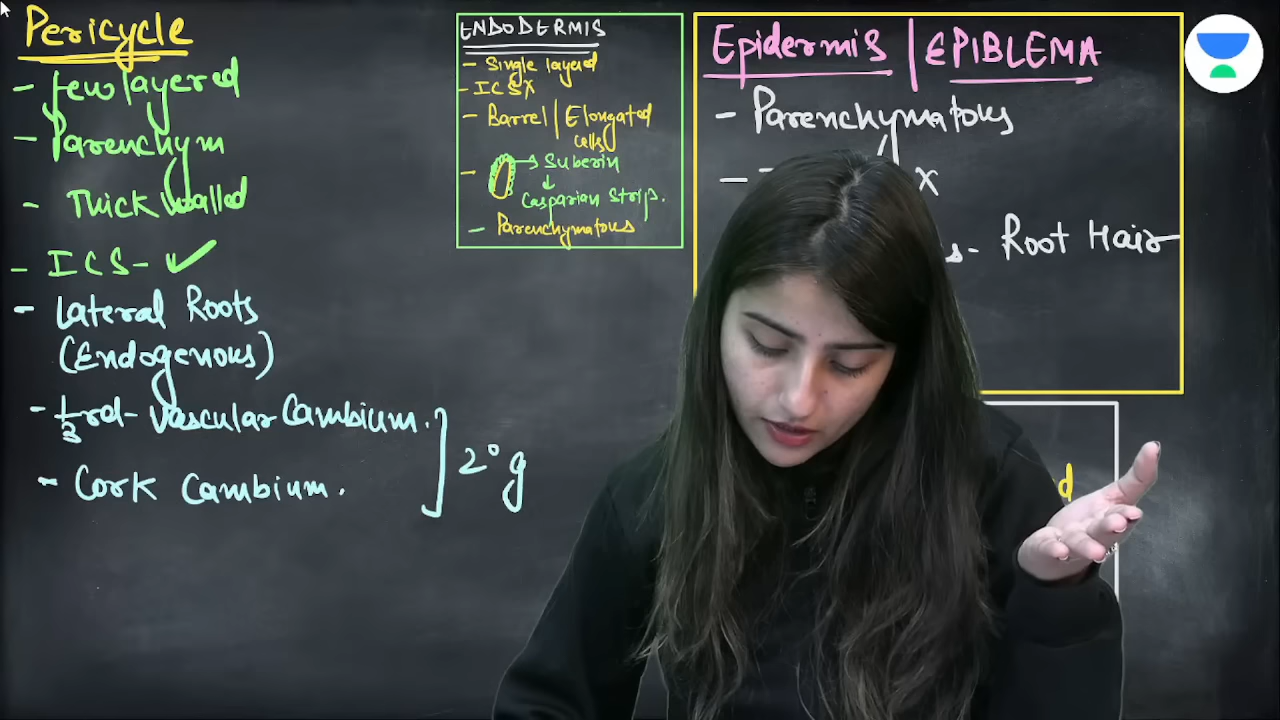 Pericycle
- few layered
- Parenchym
- Thick walled
- ICS - ✓
- Lateral Roots
(Endogenous)
- 1/3rd - Vascular Cambium.
- Cork Cambium.
] 2° g
ENDODERMIS
- Single layered
- ICS X
- Barrel | Elongated
cells
- → Suberin
↓
Casparian Strips.
- Parenchymatous
Epidermis | EPIBLEMA
- Parenchymatous
- X
- Root Hair
d